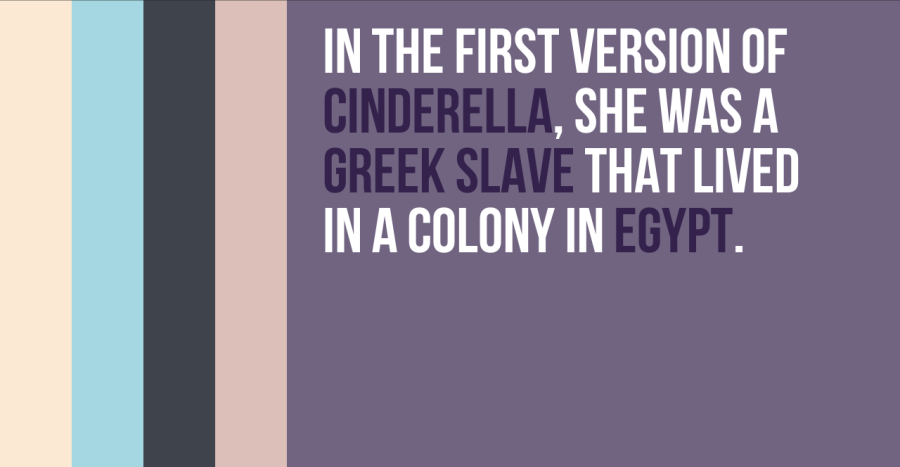 IN THE FIRST VERSION OF
CINDERELLA, SHE WAS A
GREEK SLAVE THAT LIVED
IN A COLONY IN EGYPT.